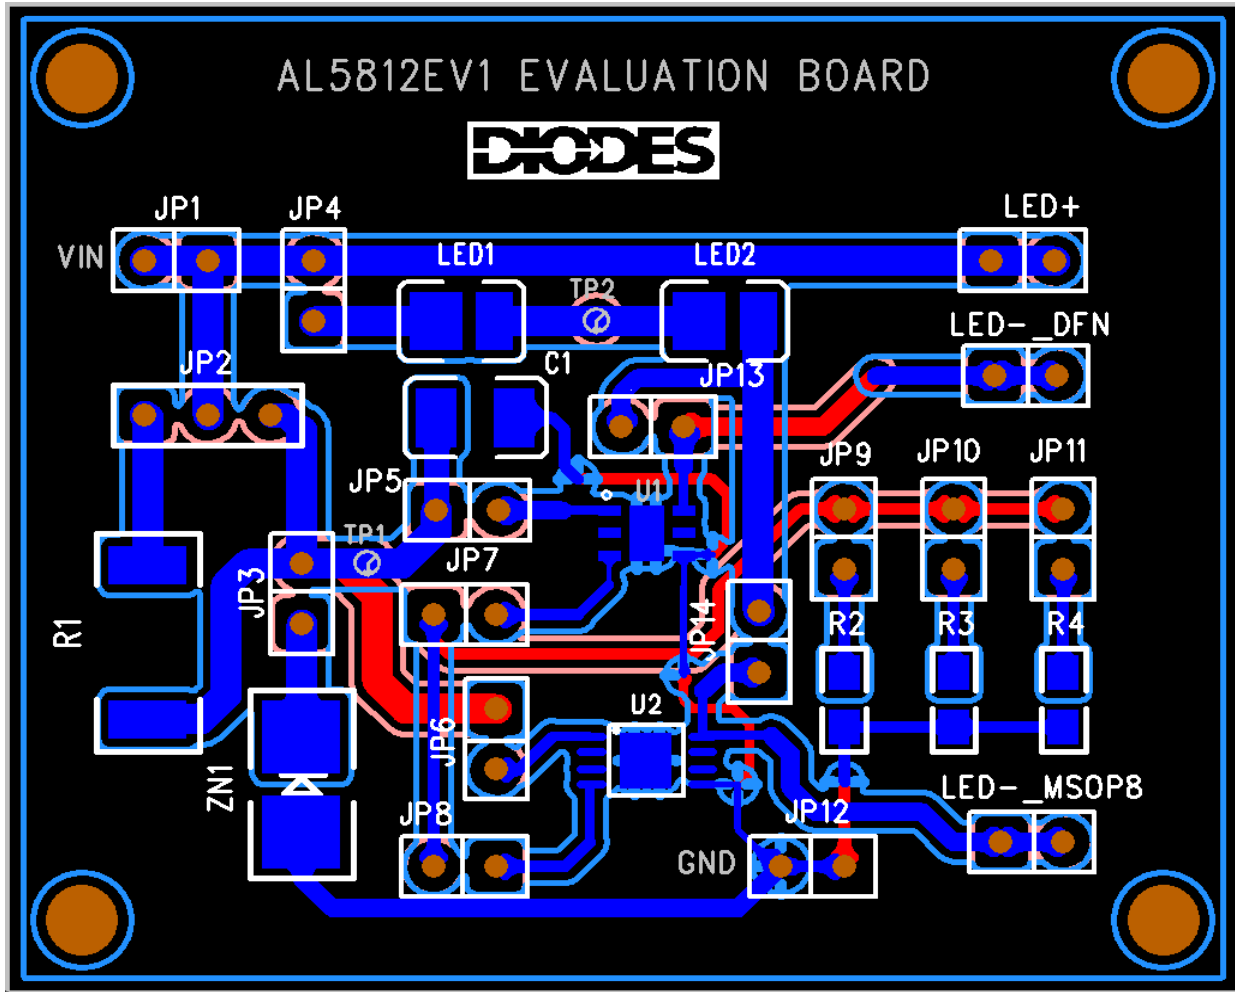 AL5812EV1 EVALUATION BOARD
DIODES
JP1
JP4
LED+
VIN
LED1
LED2
TP2
LED-_DFN
JP2
C1
JP13
JP9
JP10
JP11
JP5
U1
TP1
JP7
JP3
R1
JP14
R2
R3
R4
JP6
U2
ZN1
LED-_MSOP8
JP8
JP12
GND